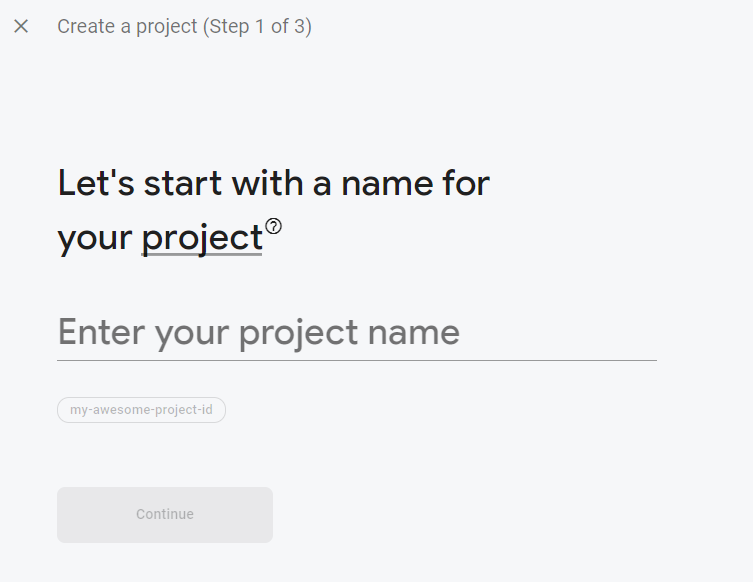 Create a project (Step 1 of 3)
Let's start with a name for
your project
Enter your project name
my-awesome-project-id
Continue